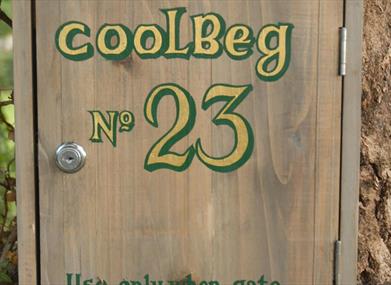 CoolBeg
No 23
Use only when gate